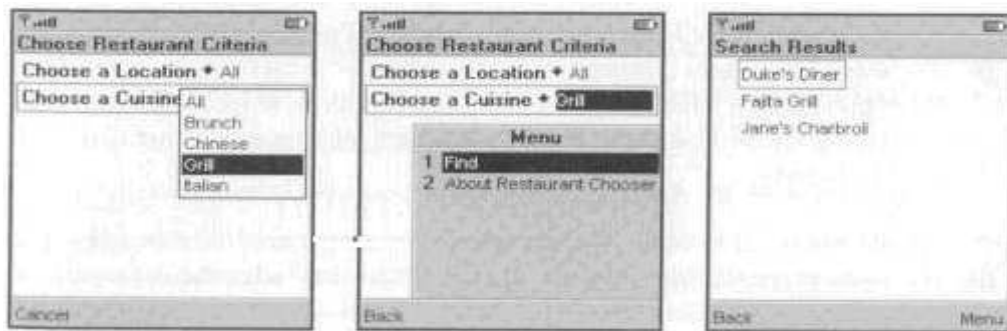 Choose Restaurant Criteria
Choose a Location All
Choose a Cuisine All
Brunch
Chinese
Grill
Italian
Cancel
Choose Restaurant Criteria
Choose a Location All
Choose a Cuisine Grill
Menu
1 Find
2 About Restaurant Chooser
Back
Search Results
Duke's Diner
Fajita Grill
Jane's Charbroil
Back
Menu